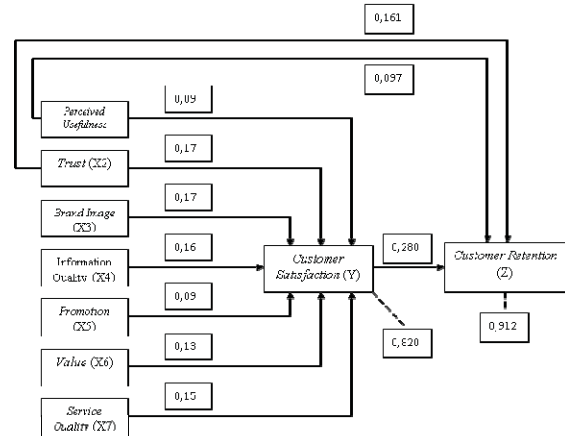 0,161
0,097
0,09
Perceived
Usefulness
0,17
Trust (X2)
0,17
Brand Image
(X3)
0,16
Information
Quality (X4)
Customer
Satisfaction (Y)
0,280
Customer Retention
(Z)
0,09
Promotion
(X5)
0,820
0,912
0,13
Value (X6)
0,15
Service
Quality (X7)